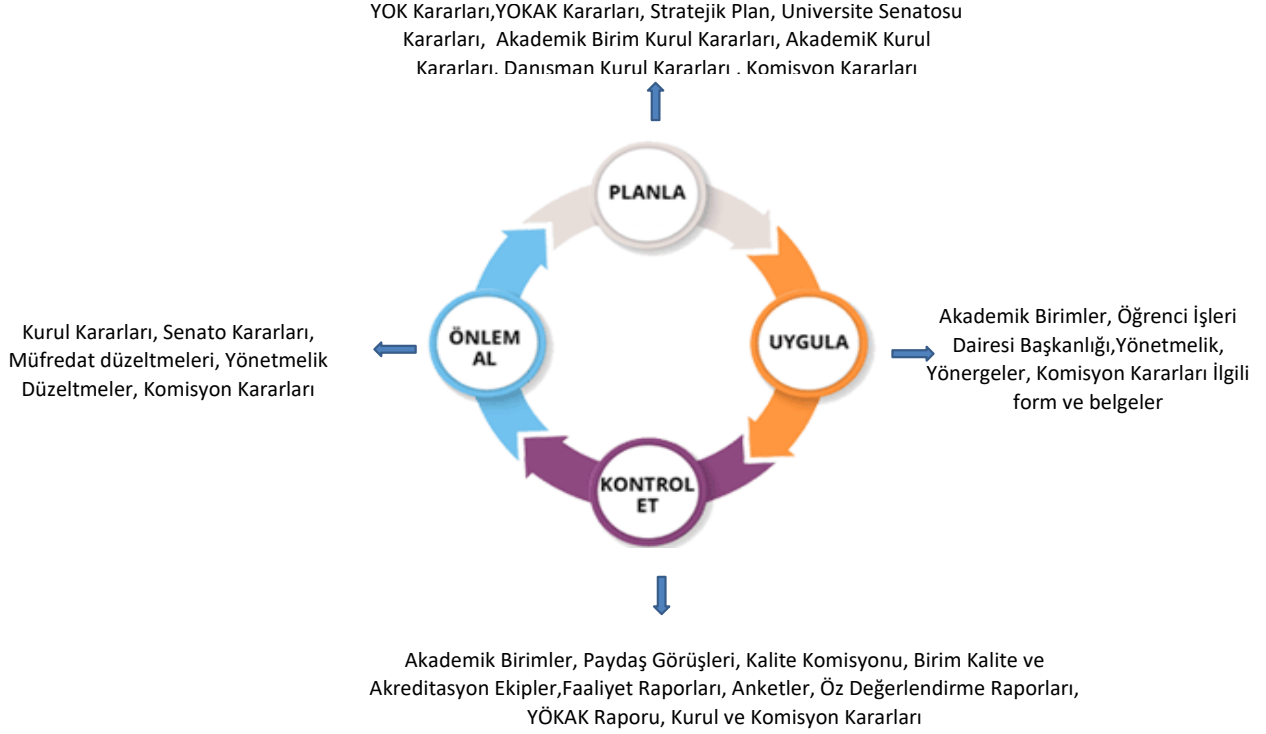 YOK Kararları,YOKAK Kararları, Stratejik Plan, Universite Senatosu
Kararları, Akademik Birim Kurul Kararları, AkademiK Kurul
Kararları, Danışman Kurul Kararları , Komisyon Kararları
PLANLA
ÖNLEM
AL
UYGULA
KONTROL
ET
Kurul Kararları, Senato Kararları,
Müfredat düzeltmeleri, Yönetmelik
Düzeltmeler, Komisyon Kararları
Akademik Birimler, Öğrenci İşleri
Dairesi Başkanlığı,Yönetmelik,
Yönergeler, Komisyon Kararları İlgili
form ve belgeler
Akademik Birimler, Paydaş Görüşleri, Kalite Komisyonu, Birim Kalite ve
Akreditasyon Ekipler,Faaliyet Raporları, Anketler, Öz Değerlendirme Raporları,
YÖKAK Raporu, Kurul ve Komisyon Kararları